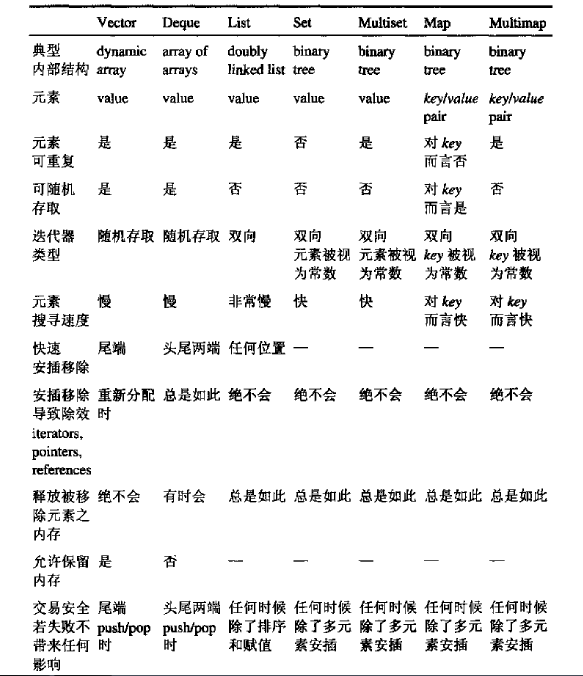 Vector Deque List Set Multiset Map Multimap
典型 dynamic array of doubly binary binary binary binary
内部结构 array arrays linked list tree tree tree tree
元素 value value value value value key/value key/value
pair pair
元素 是 是 是 否 是 对 key 是
可重复 而言否
可随机 是 是 否 否 否 对 key 否
存取 而言是
迭代器 随机存取 随机存取 双向 双向 双向 双向 双向
类型 元素被视 元素被视 key 被视 key 被视
为常数 为常数 为常数 为常数
元素 慢 慢 非常慢 快 快 对 key 对 key
搜寻速度 而言快 而言快
快速 尾端 头尾两端 任何位置 — — — —
安插移除
安插移除 重新分配 总是如此 绝不会 绝不会 绝不会 绝不会 绝不会
导致除效 时
iterators,
pointers,
references
释放被移 绝不会 有时会 总是如此 总是如此 总是如此 总是如此 总是如此
除元素之
内存
允许保留 是 否 — — — — —
内存
交易安全 尾端 头尾两端 任何时候 任何时候 任何时候 任何时候 任何时候
若失败不 push/pop push/pop 除了排序 除了多元 除了多元 除了多元 除了多元
带来任何 时 时 和赋值 素安插 素安插 素安插 素安插
影响